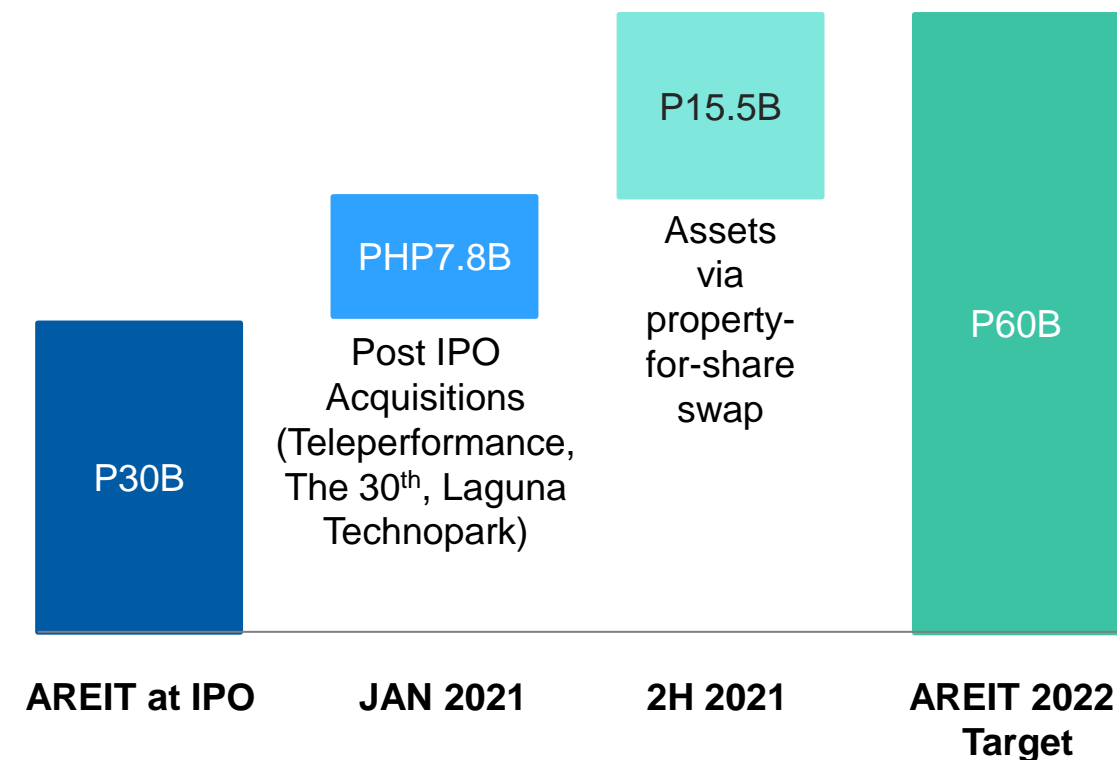 P15.5B
PHP7.8B
Assets
via
property-
for-share
swap
P60B
Post IPO
Acquisitions
(Teleperformance,
The 30th, Laguna
Technopark)
P30B
AREIT at IPO
JAN 2021
2H 2021
AREIT 2022
Target